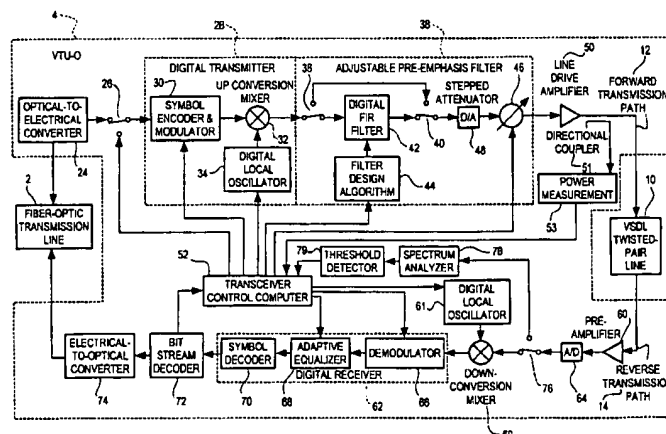 4
28
38
50
12
VTU-O
DIGITAL TRANSMITTER
ADJUSTABLE PRE-EMPHASIS FILTER
LINE DRIVE AMPLIFIER
FORWARD TRANSMISSION PATH
26
30
UP CONVERSION MIXER
38
STEPPED ATTENUATOR
46
OPTICAL-TO-ELECTRICAL CONVERTER
SYMBOL ENCODER & MODULATOR
DIGITAL FIR FILTER
D/A
32
40
48
42
DIRECTIONAL COUPLER
51
24
34
DIGITAL LOCAL OSCILLATOR
FILTER DESIGN ALGORITHM
44
POWER MEASUREMENT
53
10
2
FIBER-OPTIC TRANSMISSION LINE
VSDL TWISTED-PAIR LINE
52
79
THRESHOLD DETECTOR
SPECTRUM ANALYZER
78
TRANSCEIVER CONTROL COMPUTER
61
DIGITAL LOCAL OSCILLATOR
PRE-AMPLIFIER
60
ELECTRICAL-TO-OPTICAL CONVERTER
BIT STREAM DECODER
SYMBOL DECODER
ADAPTIVE EQUALIZER
DEMODULATOR
A/D
DIGITAL RECEIVER
DOWN-CONVERSION MIXER
76
64
REVERSE TRANSMISSION PATH
14
74
72
70
68
62
66